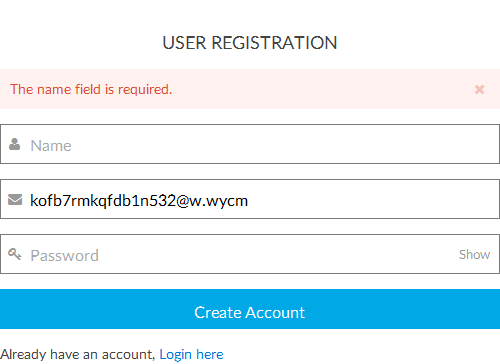 USER REGISTRATION
The name field is required.
Name
kofb7rmkqfdb1n532@w.wycm
Password Show
Create Account
Already have an account, Login here